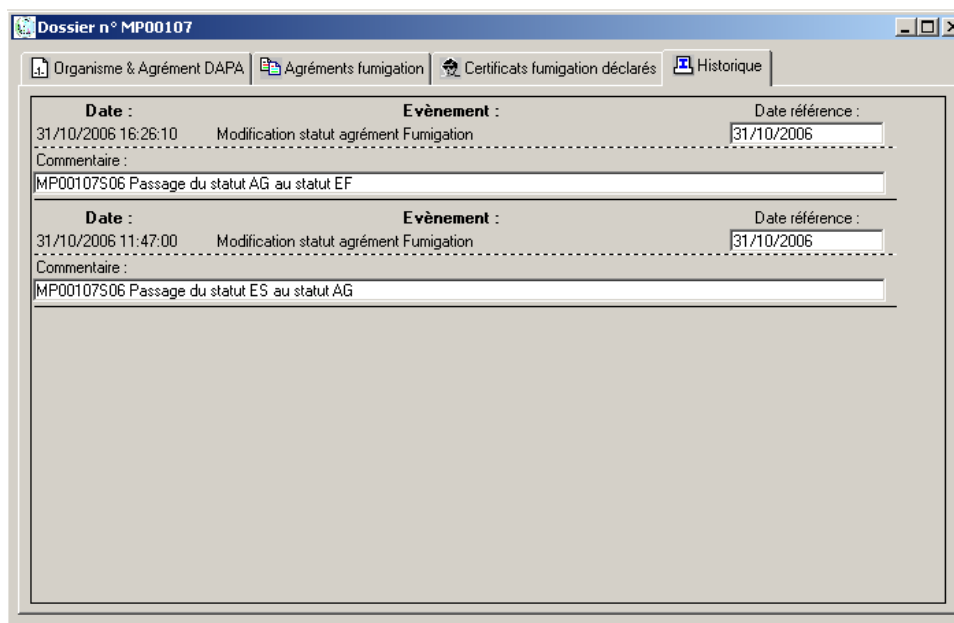 Dossier n° MP00107
Organisme & Agrément DAPA Agréments fumigation Certificats fumigation déclarés Historique
Date : Evènement : Date référence :
31/10/2006 16:26:10 Modification statut agrément Fumigation 31/10/2006
Commentaire :
MP00107S06 Passage du statut AG au statut EF
Date : Evènement : Date référence :
31/10/2006 11:47:00 Modification statut agrément Fumigation 31/10/2006
Commentaire :
MP00107S06 Passage du statut ES au statut AG